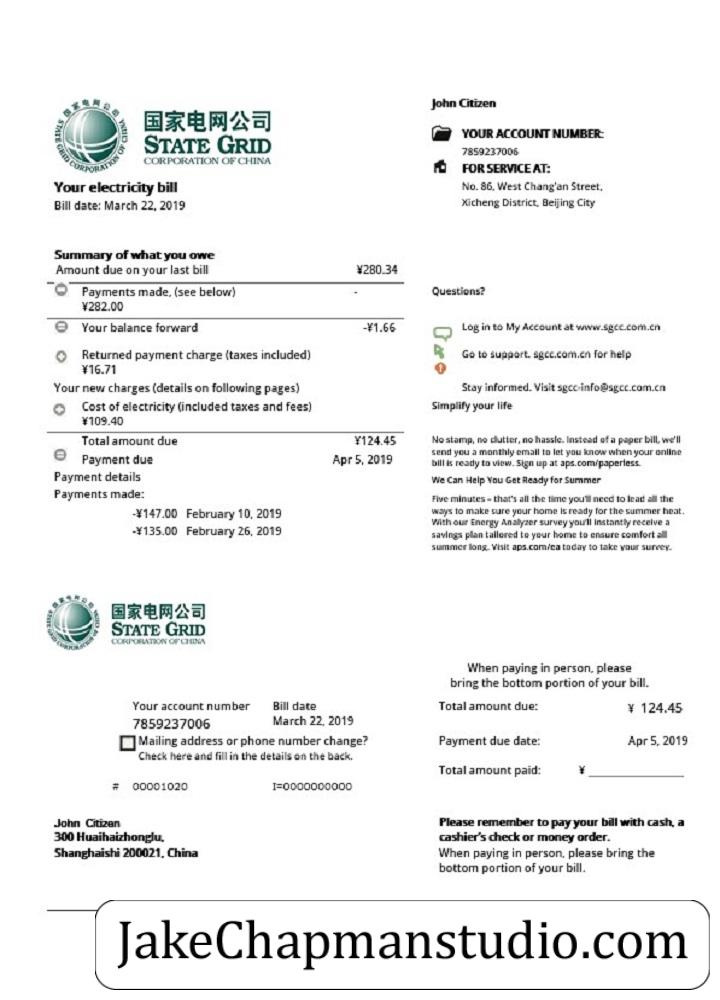 国家电网公司
STATE GRID
CORPORATION OF CHINA
Your electricity bill
Bill date: March 22, 2019
John Citizen
YOUR ACCOUNT NUMBER:
7859237006
FOR SERVICE AT:
No. 86, West Chang'an Street,
Xicheng District, Beijing City
Summary of what you owe
Amount due on your last bill ¥280.34
Payments made, (see below) -
¥282.00
Your balance forward -¥1.66
Returned payment charge (taxes included)
¥16.71
Your new charges (details on following pages)
Cost of electricity (included taxes and fees)
¥109.40
Total amount due ¥124.45
Payment due Apr 5, 2019
Payment details
Payments made:
-¥147.00 February 10, 2019
-¥135.00 February 26, 2019
Questions?
Log in to My Account at www.sgcc.com.cn
Go to support. sgcc.com.cn for help
Stay informed. Visit sgcc-info@sgcc.com.cn
Simplify your life
No stamp, no clutter, no hassle. Instead of a paper bill, we'll
send you a monthly email to let you know when your online
bill is ready to view. Sign up at aps.com/paperless.
We Can Help You Get Ready for Summer
Five minutes – that's all the time you'll need to lead all the
ways to make sure your home is ready for the summer heat.
With our Energy Analyzer survey you'll instantly receive a
savings plan tailored to your home to ensure comfort all
summer long. Visit aps.com/ea today to take your survey.
国家电网公司
STATE GRID
CORPORATION OF CHINA
When paying in person, please
bring the bottom portion of your bill.
Your account number Bill date
7859237006 March 22, 2019
Mailing address or phone number change?
Check here and fill in the details on the back.
# 00001020 I=0000000000
Total amount due: ¥ 124.45
Payment due date: Apr 5, 2019
Total amount paid: ¥
John Citizen
300 Huaihaizhonglu,
Shanghaishi 200021, China
Please remember to pay your bill with cash, a
cashier's check or money order.
When paying in person, please bring the
bottom portion of your bill.
JakeChapmanstudio.com